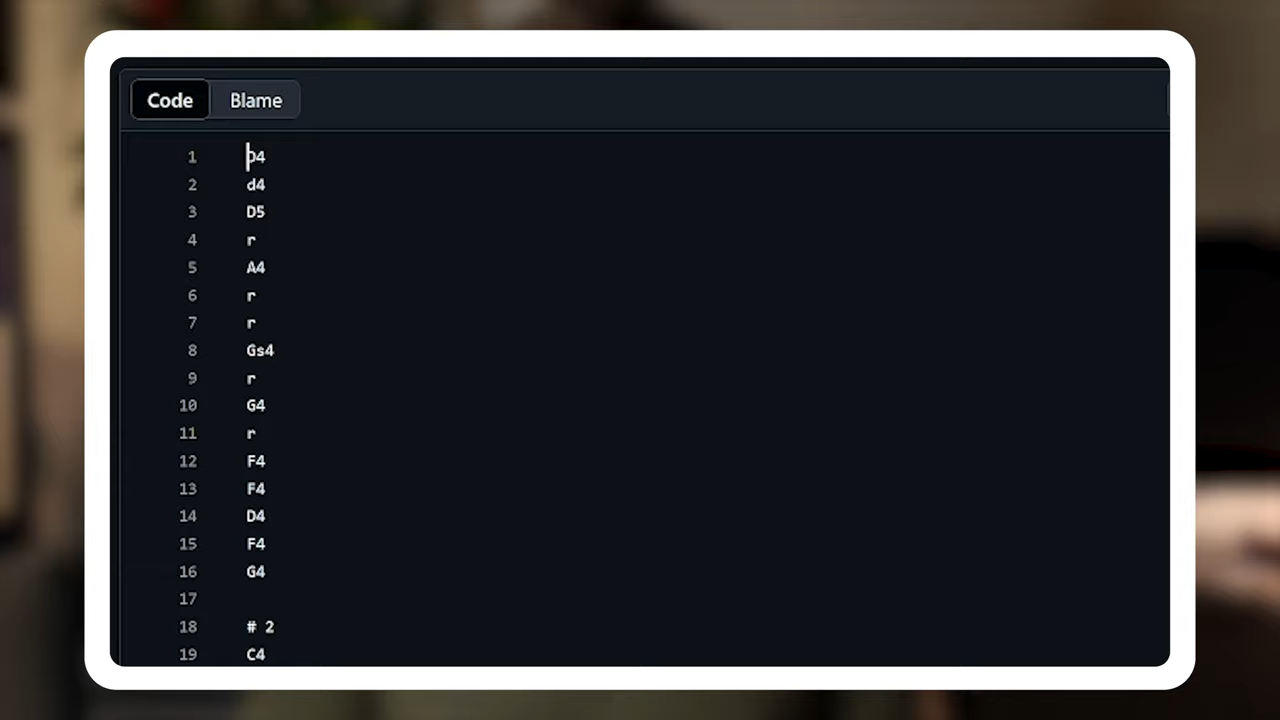 Code Blame
1 D4
2 d4
3 D5
4 r
5 A4
6 r
7 r
8 Gs4
9 r
10 G4
11 r
12 F4
13 F4
14 D4
15 F4
16 G4
17
18 # 2
19 C4